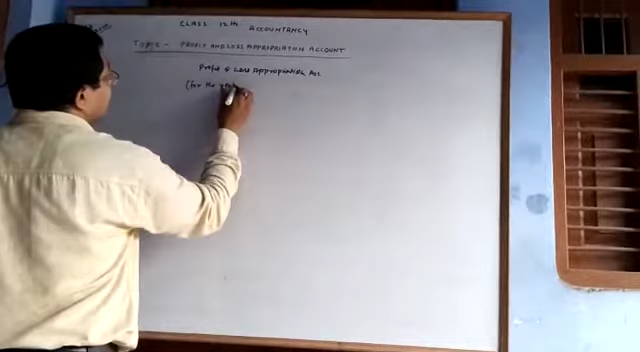 CLASS 12th ACCOUNTANCY
TOPIC - PROFIT AND LOSS APPROPRIATION ACCOUNT
Profit & Loss Appropriation A/c
(for the year